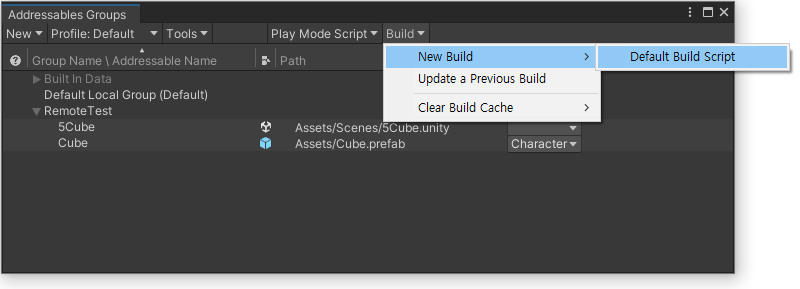 Addressables Groups
New Profile: Default Tools Play Mode Script Build
Group Name \ Addressable Name Path
New Build Default Build Script
Built In Data
Update a Previous Build
Default Local Group (Default)
Clear Build Cache
RemoteTest
5Cube Assets/Scenes/5Cube.unity
Cube Assets/Cube.prefab Character